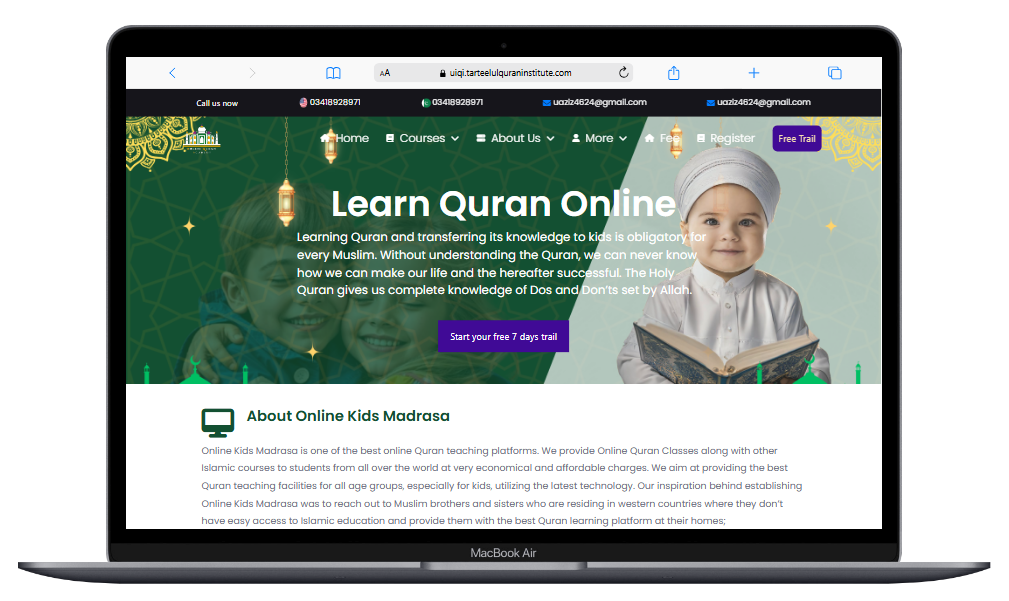 AA uiqi.tarteelulquraninstitute.com
Call us now 03418928971 03418928971 uaziz4624@gmail.com uaziz4624@gmail.com
Home Courses About Us More Fee Register Free Trail
Learn Quran Online
Learning Quran and transferring its knowledge to kids is obligatory for
every Muslim. Without understanding the Quran, we can never know
how we can make our life and the hereafter successful. The Holy
Quran gives us complete knowledge of Dos and Don'ts set by Allah.
Start your free 7 days trail
About Online Kids Madrasa
Online Kids Madrasa is one of the best online Quran teaching platforms. We provide Online Quran Classes along with other
Islamic courses to students from all over the world at very economical and affordable charges. We aim at providing the best
Quran teaching facilities for all age groups, especially for kids, utilizing the latest technology. Our inspiration behind establishing
Online Kids Madrasa was to reach out to Muslim brothers and sisters who are residing in western countries where they don't
have easy access to Islamic education and provide them with the best Quran learning platform at their homes;
MacBook Air